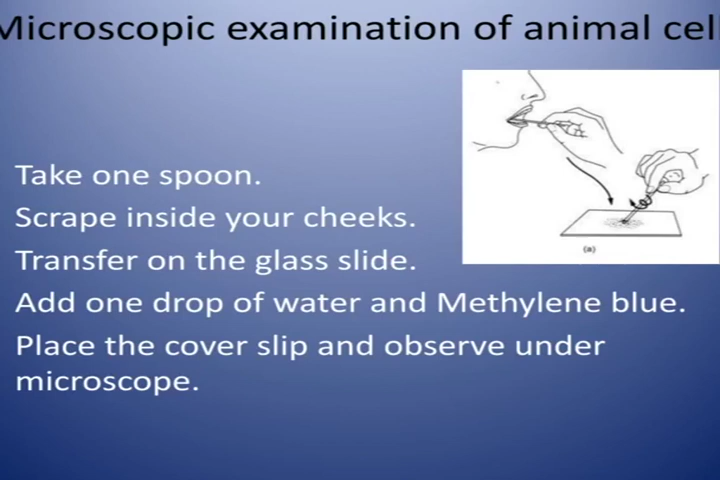 Microscopic examination of animal cell
Take one spoon.
Scrape inside your cheeks.
Transfer on the glass slide.
Add one drop of water and Methylene blue.
Place the cover slip and observe under
microscope.
(a)